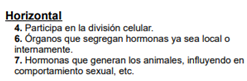 Horizontal
4. Participa en la división celular.
6. Órganos que segregan hormonas ya sea local o
internamente.
7. Hormonas que generan los animales, influyendo en
comportamiento sexual, etc.